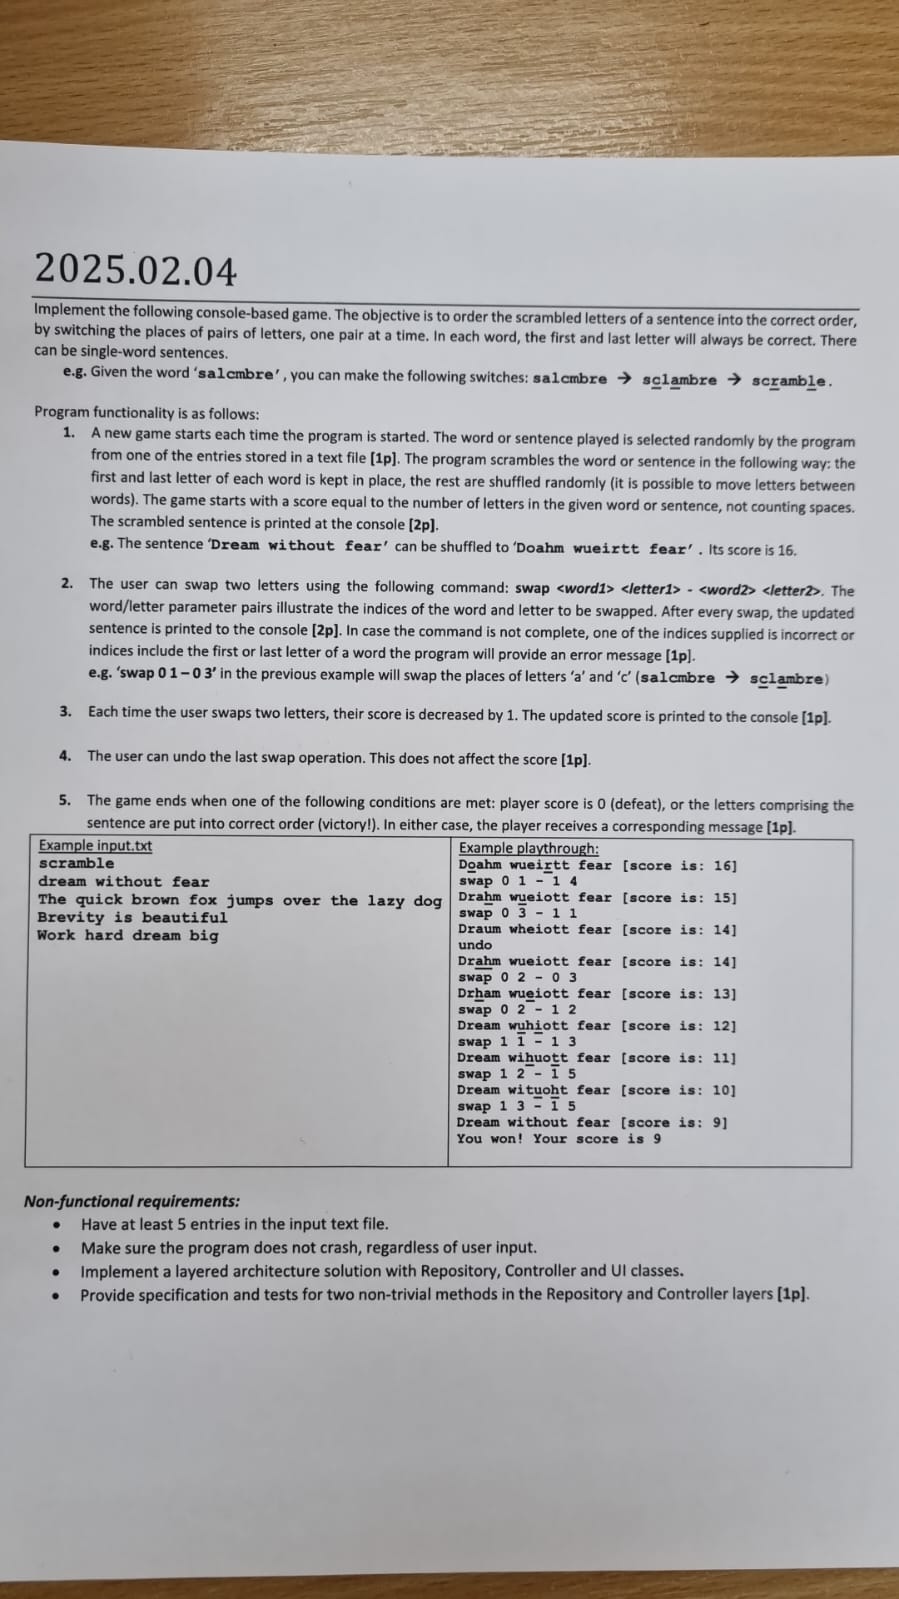 2025.02.04
Implement the following console-based game. The objective is to order the scrambled letters of a sentence into the correct order,
by switching the places of pairs of letters, one pair at a time. In each word, the first and last letter will always be correct. There
can be single-word sentences.
e.g. Given the word ‘salcmbre’, you can make the following switches: salcmbre → sclambre → scramble.
Program functionality is as follows:
1. A new game starts each time the program is started. The word or sentence played is selected randomly by the program
from one of the entries stored in a text file [1p]. The program scrambles the word or sentence in the following way: the
first and last letter of each word is kept in place, the rest are shuffled randomly (it is possible to move letters between
words). The game starts with a score equal to the number of letters in the given word or sentence, not counting spaces.
The scrambled sentence is printed at the console [2p].
e.g. The sentence ‘Dream without fear’ can be shuffled to ‘Doahm wueirtt fear’. Its score is 16.
2. The user can swap two letters using the following command: swap <word1> <letter1> - <word2> <letter2>. The
word/letter parameter pairs illustrate the indices of the word and letter to be swapped. After every swap, the updated
sentence is printed to the console [2p]. In case the command is not complete, one of the indices supplied is incorrect or
indices include the first or last letter of a word the program will provide an error message [1p].
e.g. ‘swap 0 1 – 0 3’ in the previous example will swap the places of letters ‘a’ and ‘c’ (salcmbre → sclambre)
3. Each time the user swaps two letters, their score is decreased by 1. The updated score is printed to the console [1p].
4. The user can undo the last swap operation. This does not affect the score [1p].
5. The game ends when one of the following conditions are met: player score is 0 (defeat), or the letters comprising the
sentence are put into correct order (victory!). In either case, the player receives a corresponding message [1p].
Example input.txt
scramble
dream without fear
The quick brown fox jumps over the lazy dog
Brevity is beautiful
Work hard dream big
Example playthrough:
Doahm wueirtt fear [score is: 16]
swap 0 1 - 1 4
Drahm wueiott fear [score is: 15]
swap 0 3 - 1 1
Draum wheiott fear [score is: 14]
undo
Drahm wueiott fear [score is: 14]
swap 0 2 - 0 3
Drham wueiott fear [score is: 13]
swap 0 2 - 1 2
Dream wuhiott fear [score is: 12]
swap 1 1 - 1 3
Dream wihuott fear [score is: 11]
swap 1 2 - 1 5
Dream wituoht fear [score is: 10]
swap 1 3 - 1 5
Dream without fear [score is: 9]
You won! Your score is 9
Non-functional requirements:
• Have at least 5 entries in the input text file.
• Make sure the program does not crash, regardless of user input.
• Implement a layered architecture solution with Repository, Controller and UI classes.
• Provide specification and tests for two non-trivial methods in the Repository and Controller layers [1p].